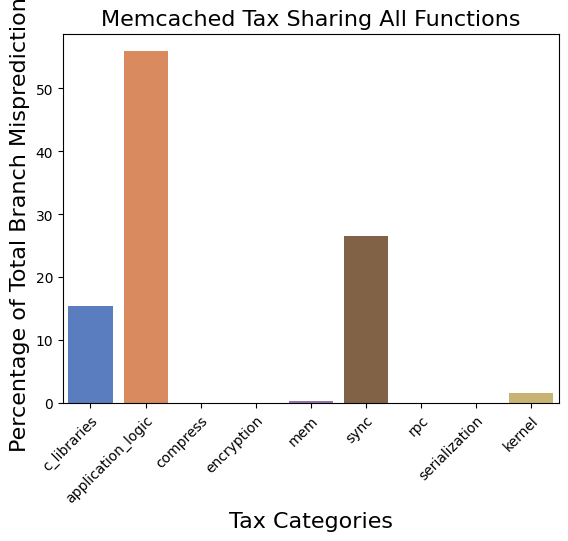 Memcached Tax Sharing All Functions
Percentage of Total Branch Misprediction
50
40
30
20
10
0
c_libraries
application_logic
compress
encryption
mem
sync
rpc
serialization
kernel
Tax Categories